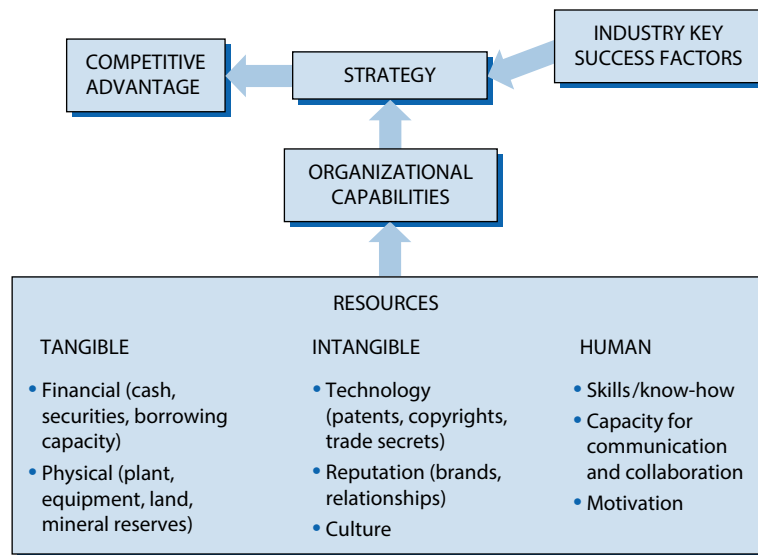 INDUSTRY KEY
SUCCESS FACTORS
COMPETITIVE
ADVANTAGE
STRATEGY
ORGANIZATIONAL
CAPABILITIES
RESOURCES
TANGIBLE
• Financial (cash,
securities, borrowing
capacity)
• Physical (plant,
equipment, land,
mineral reserves)
INTANGIBLE
• Technology
(patents, copyrights,
trade secrets)
• Reputation (brands,
relationships)
• Culture
HUMAN
• Skills/know-how
• Capacity for
communication
and collaboration
• Motivation